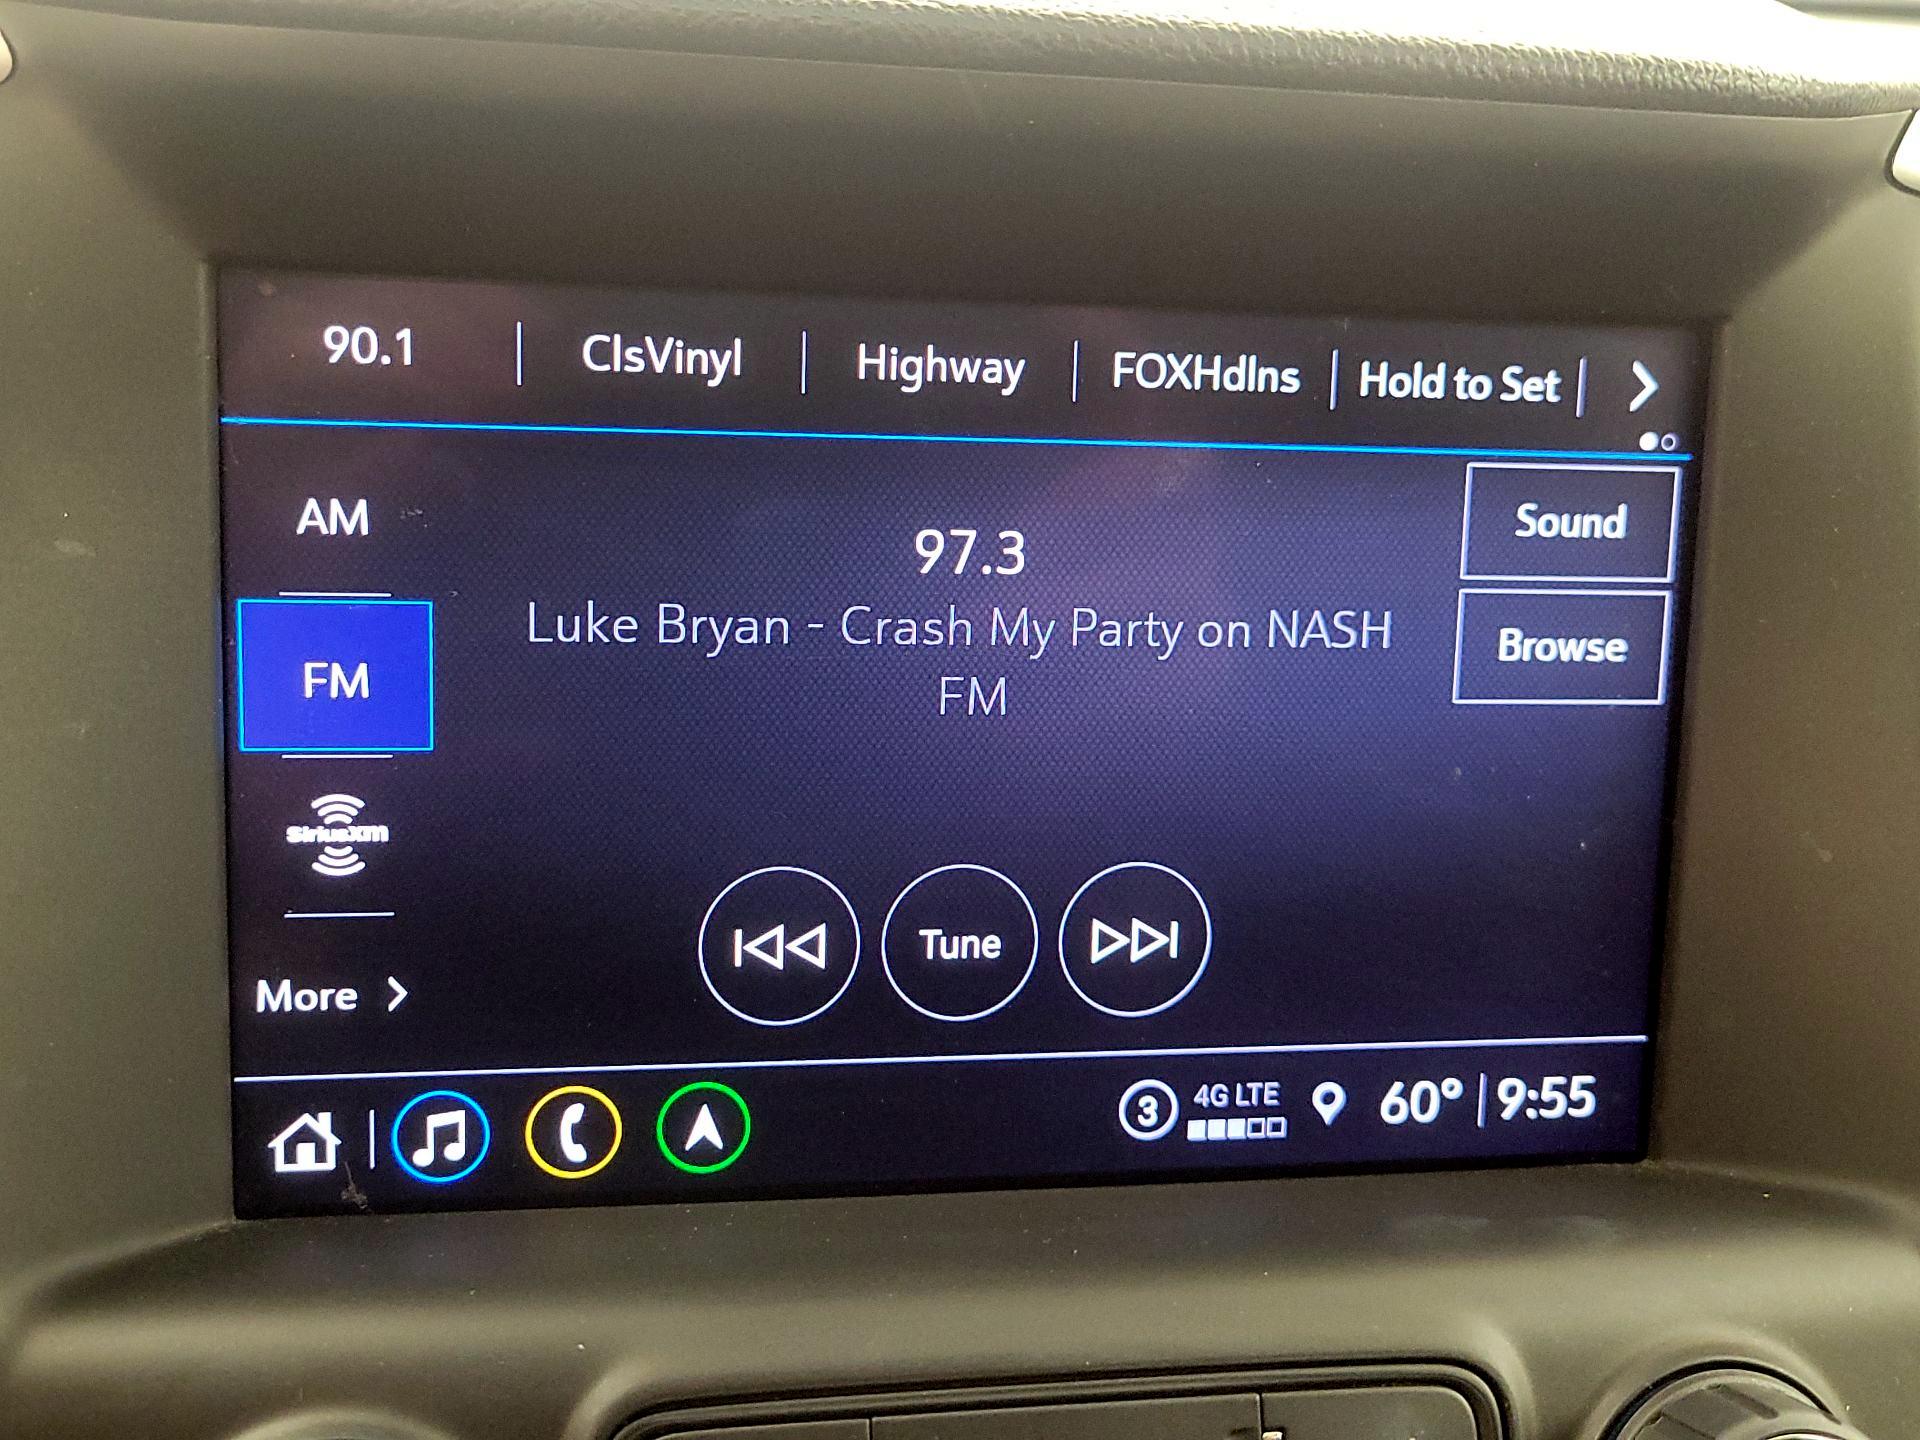 90.1 | ClsVinyl | Highway | FOXHdlns | Hold to Set |
AM
Sound
97.3
Luke Bryan - Crash My Party on NASH
FM
Browse
FM
SiriusXM
Tune
More
3 4G LTE 60° | 9:55